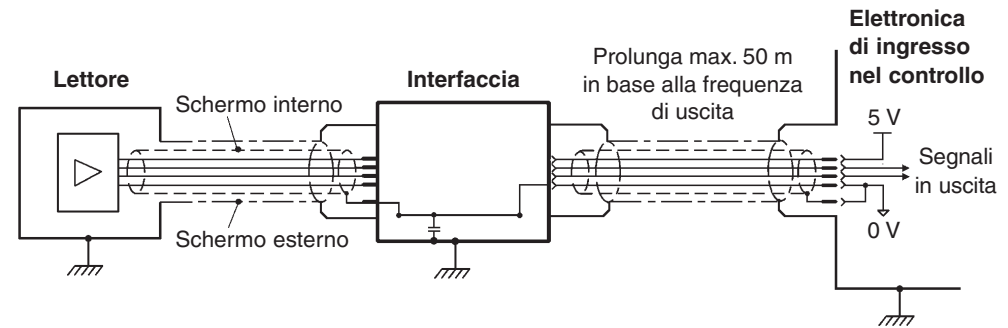 Elettronica
di ingresso
nel controllo
Prolunga max. 50 m
in base alla frequenza
di uscita
Lettore
Interfaccia
Schermo interno
5 V
Segnali
in uscita
0 V
Schermo esterno